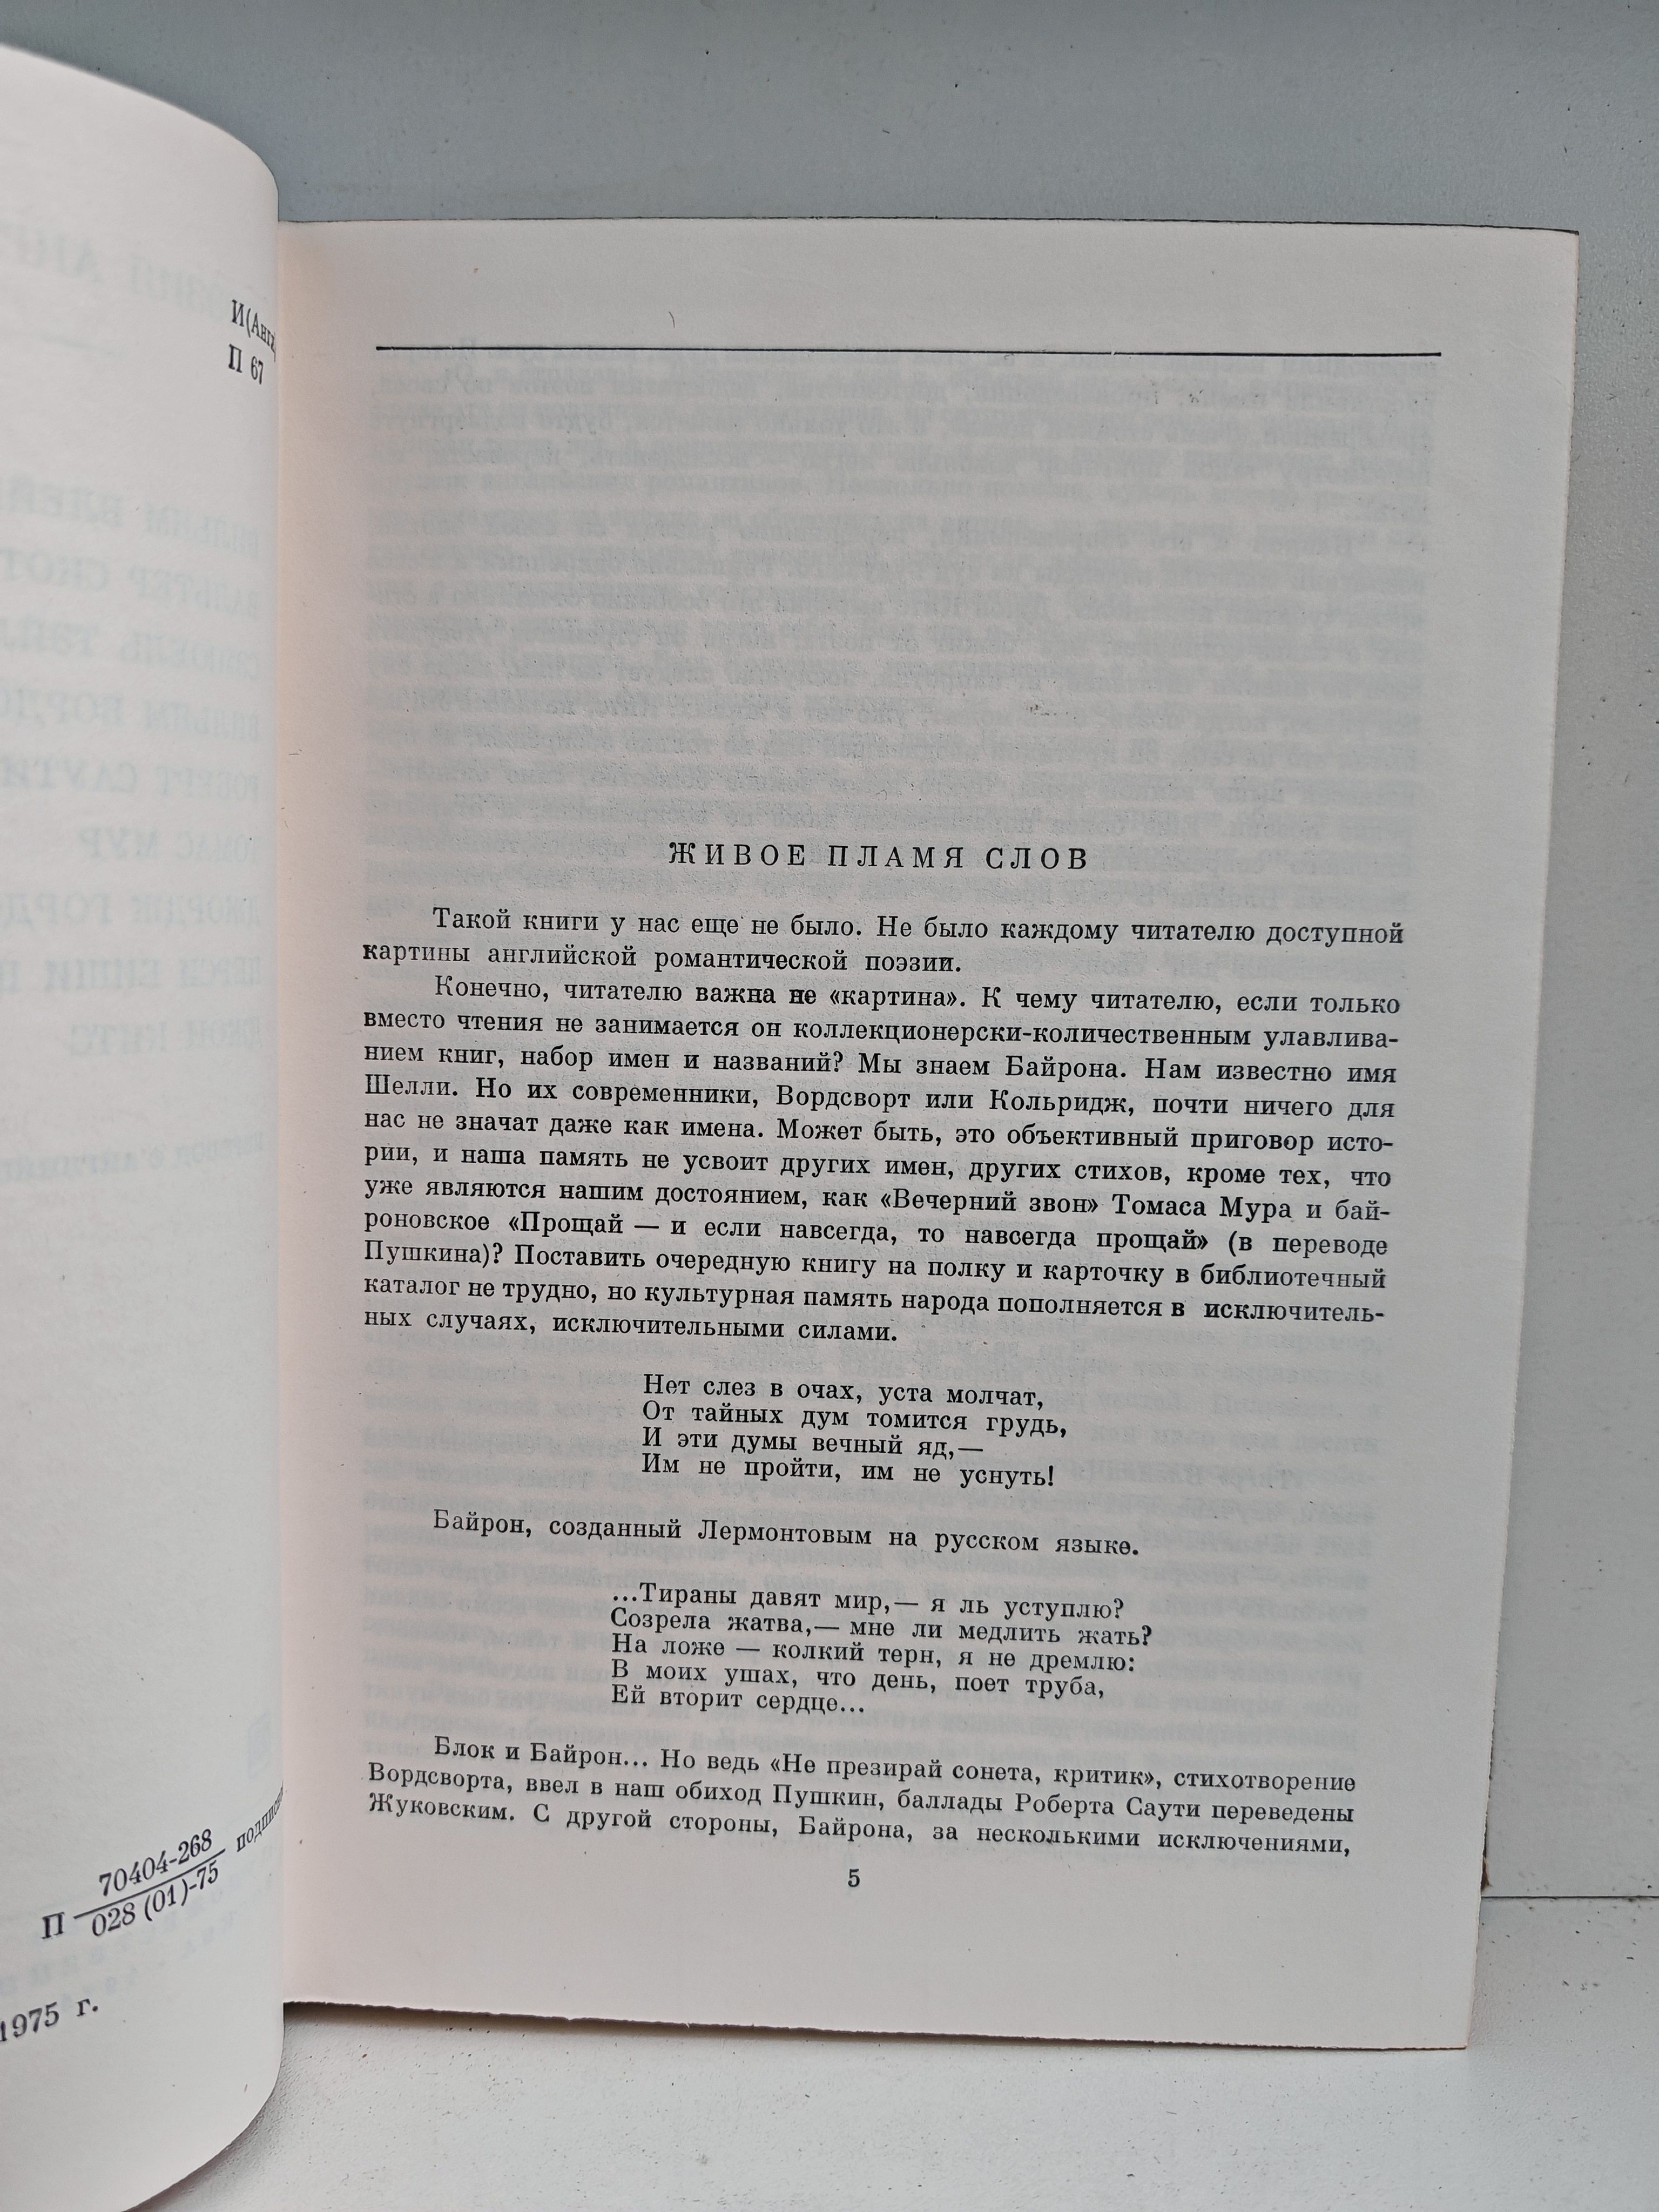 И(Англ)
П 67
П 70404-268
028 (01)-75
1975 г.
ЖИВОЕ ПЛАМЯ СЛОВ
Такой книги у нас еще не было. Не было каждому читателю доступной
картины английской романтической поэзии.
Конечно, читателю важна не «картина». К чему читателю, если только
вместо чтения не занимается он коллекционерски-количественным улавлива-
нием книг, набор имен и названий? Мы знаем Байрона. Нам известно имя
Шелли. Но их современники, Вордсворт или Кольридж, почти ничего для
нас не значат даже как имена. Может быть, это объективный приговор исто-
рии, и наша память не усвоит других имен, других стихов, кроме тех, что
уже являются нашим достоянием, как «Вечерний звон» Томаса Мура и бай-
роновское «Прощай — и если навсегда, то навсегда прощай» (в переводе
Пушкина)? Поставить очередную книгу на полку и карточку в библиотечный
каталог не трудно, но культурная память народа пополняется в исключитель-
ных случаях, исключительными силами.
Нет слез в очах, уста молчат,
От тайных дум томится грудь,
И эти думы вечный яд,—
Им не пройти, им не уснуть!
Байрон, созданный Лермонтовым на русском языке.
...Тираны давят мир,— я ль уступлю?
Созрела жатва,— мне ли медлить жать?
На ложе — колкий терн, я не дремлю:
В моих ушах, что день, поет труба,
Ей вторит сердце...
Блок и Байрон... Но ведь «Не презирай сонета, критик», стихотворение
Вордсворта, ввел в наш обиход Пушкин, баллады Роберта Саути переведены
Жуковским. С другой стороны, Байрона, за несколькими исключениями,
5